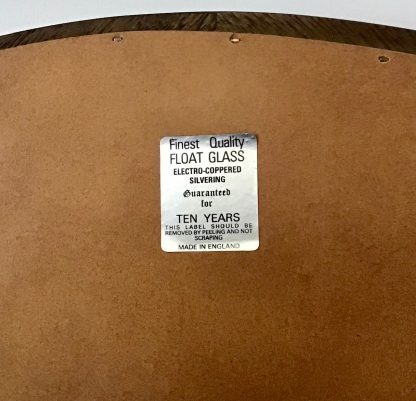 Finest Quality
FLOAT GLASS
ELECTRO-COPPERED
SILVERING
Guaranteed
for
TEN YEARS
THIS LABEL SHOULD BE
REMOVED BY PEELING AND NOT
SCRAPING
MADE IN ENGLAND